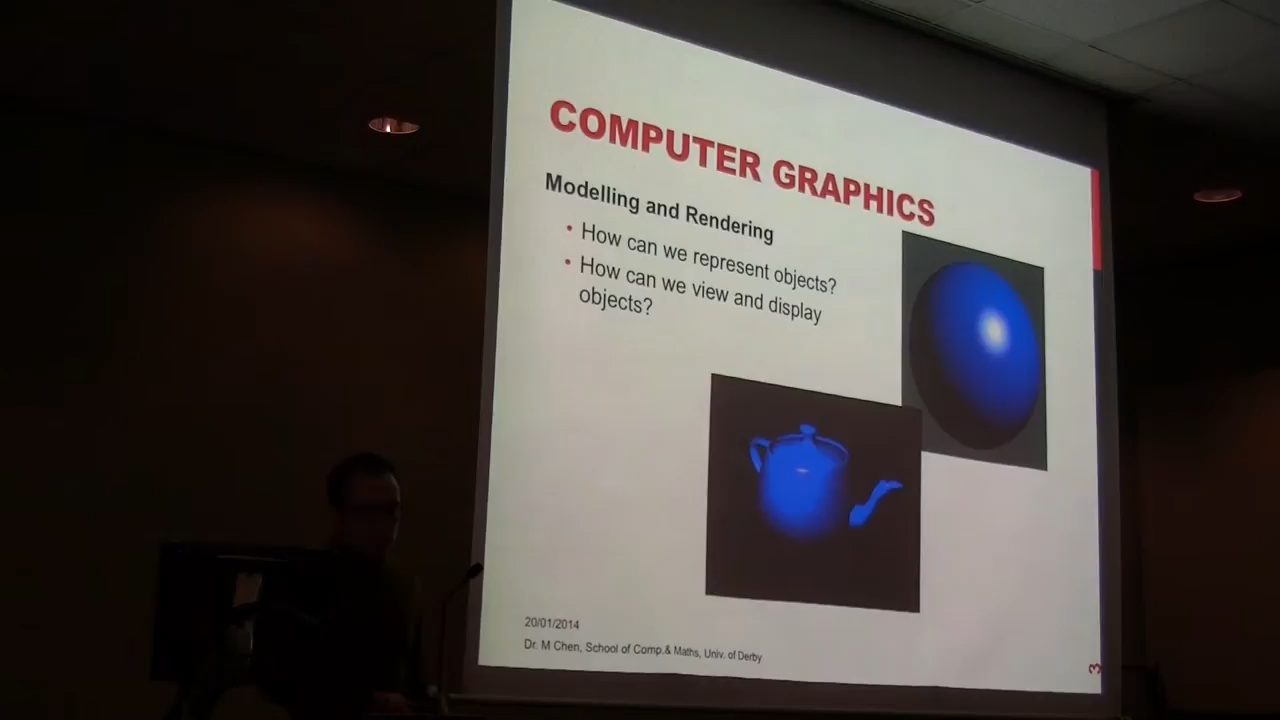 COMPUTER GRAPHICS
Modelling and Rendering
• How can we represent objects?
• How can we view and display
objects?
20/01/2014
Dr. M Chen, School of Comp.& Maths, Univ. of Derby
3